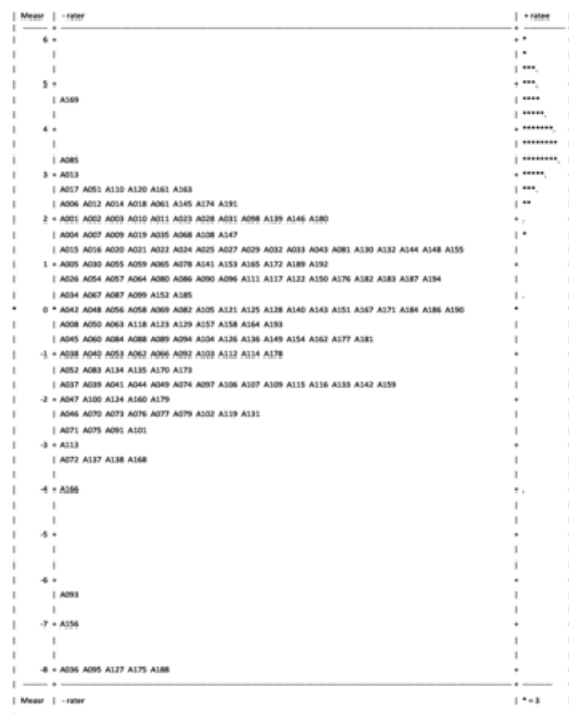 | Measr | - rater | + ratee
6 + + *
| | *
| | ***.
5 + + ***.
| A169 | ****
| | *****.
4 + + *******.
| | ********
| A085 | ********.
3 + A013 + *****.
| A017 A051 A110 A120 A161 A163 | ***.
| A006 A012 A014 A018 A061 A145 A174 A191 | **
2 + A001 A002 A003 A010 A011 A023 A028 A031 A098 A139 A146 A180 + .
| A004 A007 A009 A019 A035 A068 A108 A147 | *
| A015 A016 A020 A021 A022 A024 A025 A027 A029 A032 A033 A043 A081 A130 A132 A144 A148 A155 |
1 + A005 A030 A055 A059 A065 A078 A141 A153 A165 A172 A189 A192 +
| A026 A054 A057 A064 A080 A086 A090 A096 A111 A117 A122 A150 A176 A182 A183 A187 A194 |
| A034 A067 A087 A099 A152 A185 | .
* 0 * A042 A048 A056 A058 A069 A082 A105 A121 A125 A128 A140 A143 A151 A167 A171 A184 A186 A190 *
| A008 A050 A063 A118 A123 A129 A157 A158 A164 A193 |
| A045 A060 A084 A088 A089 A094 A104 A126 A136 A149 A154 A162 A177 A181 |
-1 + A038 A040 A053 A062 A066 A092 A103 A112 A114 A178 +
| A052 A083 A134 A135 A170 A173 |
| A037 A039 A041 A044 A049 A074 A097 A106 A107 A109 A115 A116 A133 A142 A159 |
-2 + A047 A100 A124 A160 A179 +
| A046 A070 A073 A076 A077 A079 A102 A119 A131 |
| A071 A075 A091 A101 |
-3 + A113 +
| A072 A137 A138 A168 |
-4 + A166 + .
-5 + +
-6 + +
| A093 |
-7 + A156 +
-8 + A036 A095 A127 A175 A188 +
| Measr | - rater | * = 3